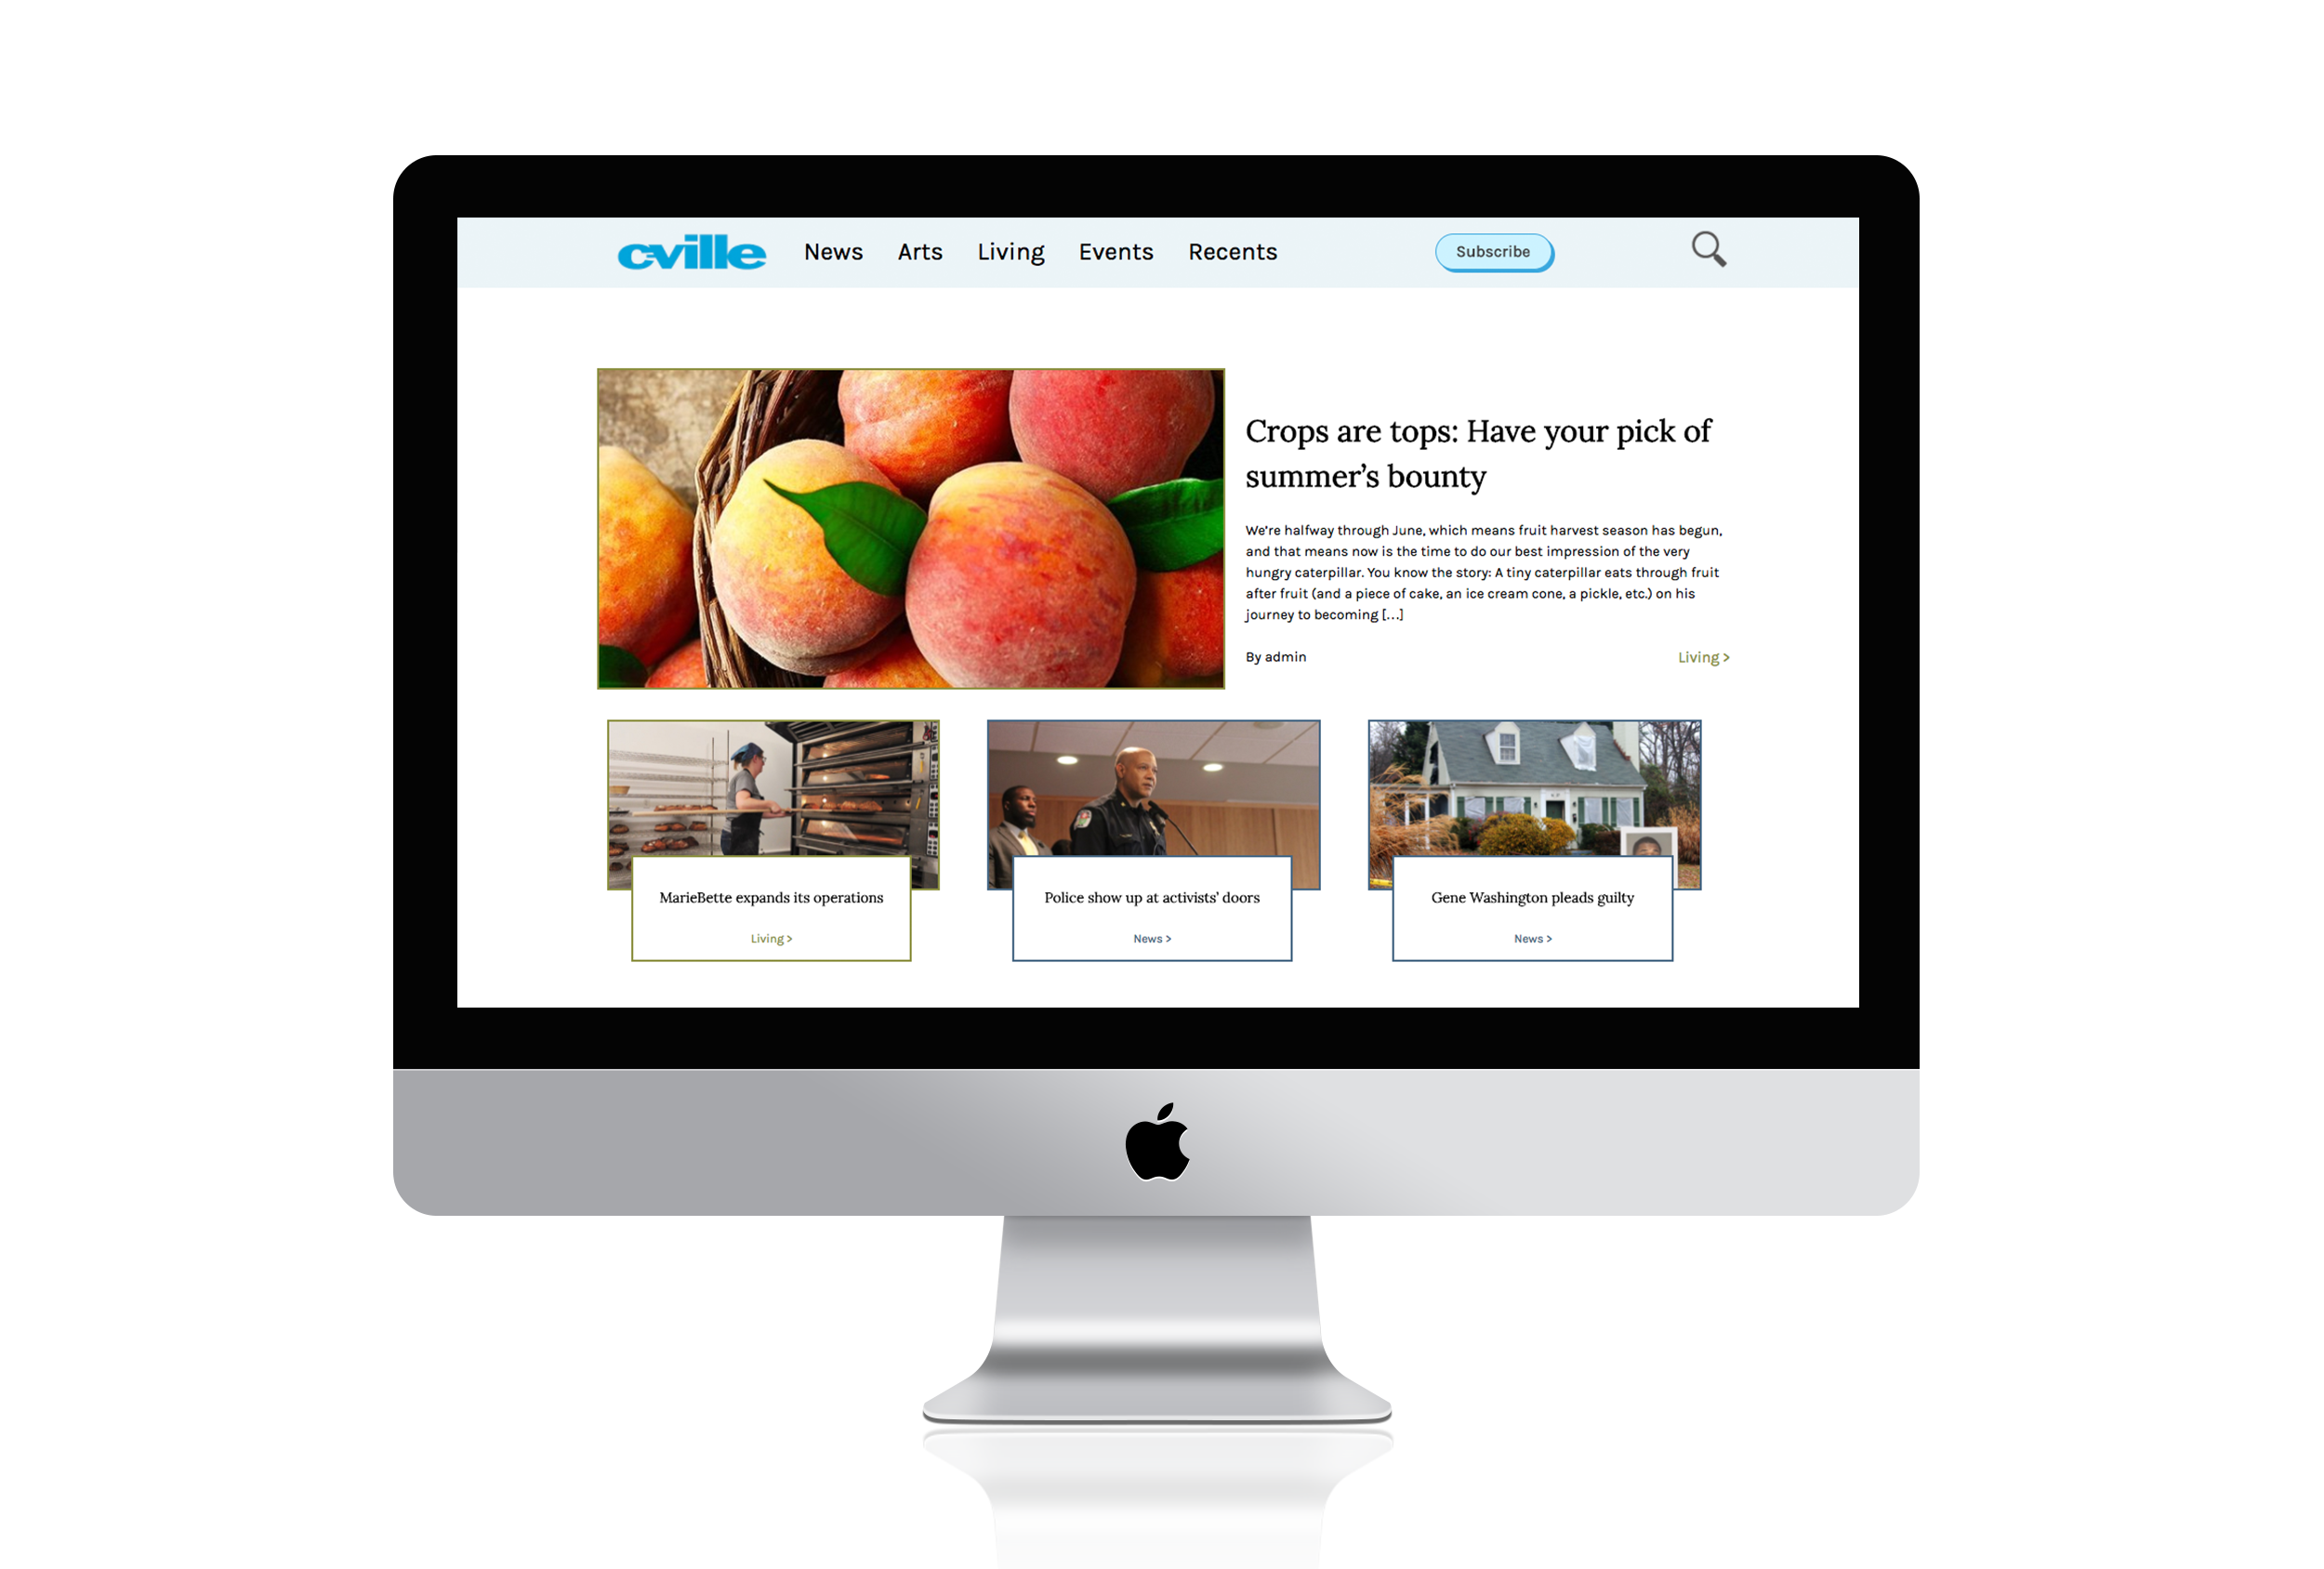 c-ville
News Arts Living Events Recents
Subscribe
Crops are tops: Have your pick of
summer’s bounty
We’re halfway through June, which means fruit harvest season has begun,
and that means now is the time to do our best impression of the very
hungry caterpillar. You know the story: A tiny caterpillar eats through fruit
after fruit (and a piece of cake, an ice cream cone, a pickle, etc.) on his
journey to becoming […]
By admin
Living >
MarieBette expands its operations
Living >
Police show up at activists’ doors
News >
Gene Washington pleads guilty
News >